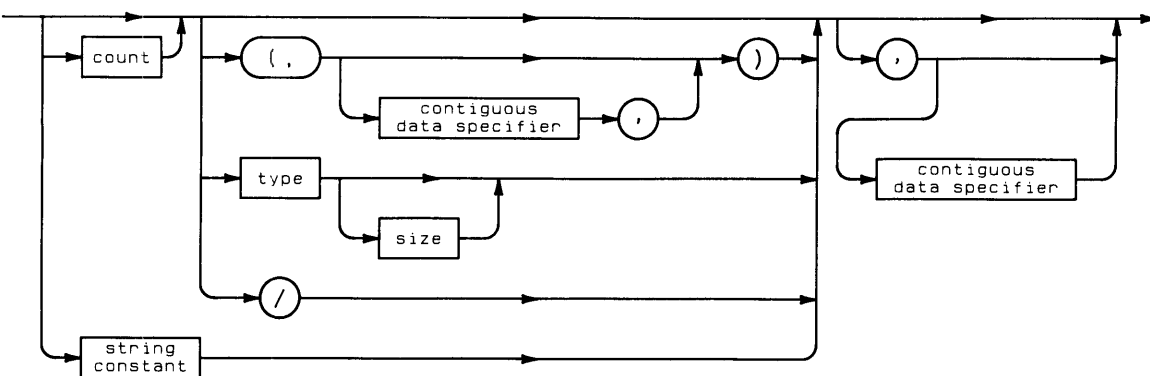 count
( ,
)
,
contiguous
data specifier
,
type
contiguous
data specifier
size
/
string
constant